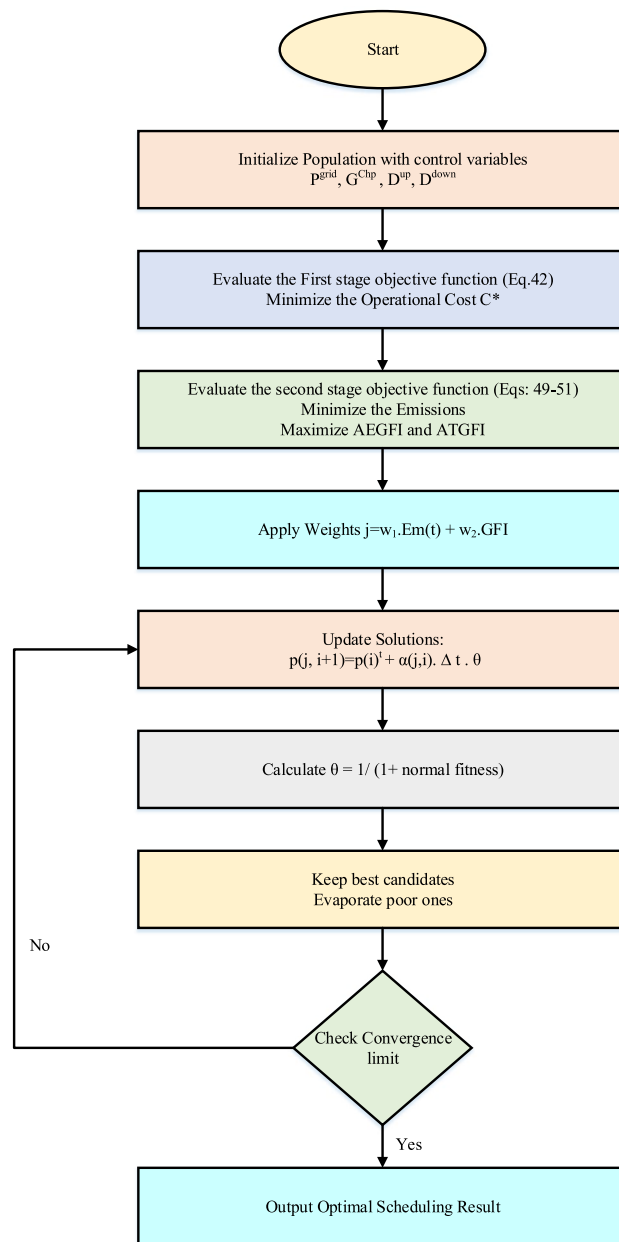 Start
Initialize Population with control variables
P^grid, G^Chp , D^up, D^down
Evaluate the First stage objective function (Eq.42)
Minimize the Operational Cost C*
Evaluate the second stage objective function (Eqs: 49-51)
Minimize the Emissions
Maximize AEGFI and ATGFI
Apply Weights j=w₁.Em(t) + w₂.GFI
Update Solutions:
p(j, i+1)=p(i)^t + α(j,i). Δ t . θ
Calculate θ = 1/ (1+ normal fitness)
Keep best candidates
Evaporate poor ones
No
Check Convergence
limit
Yes
Output Optimal Scheduling Result